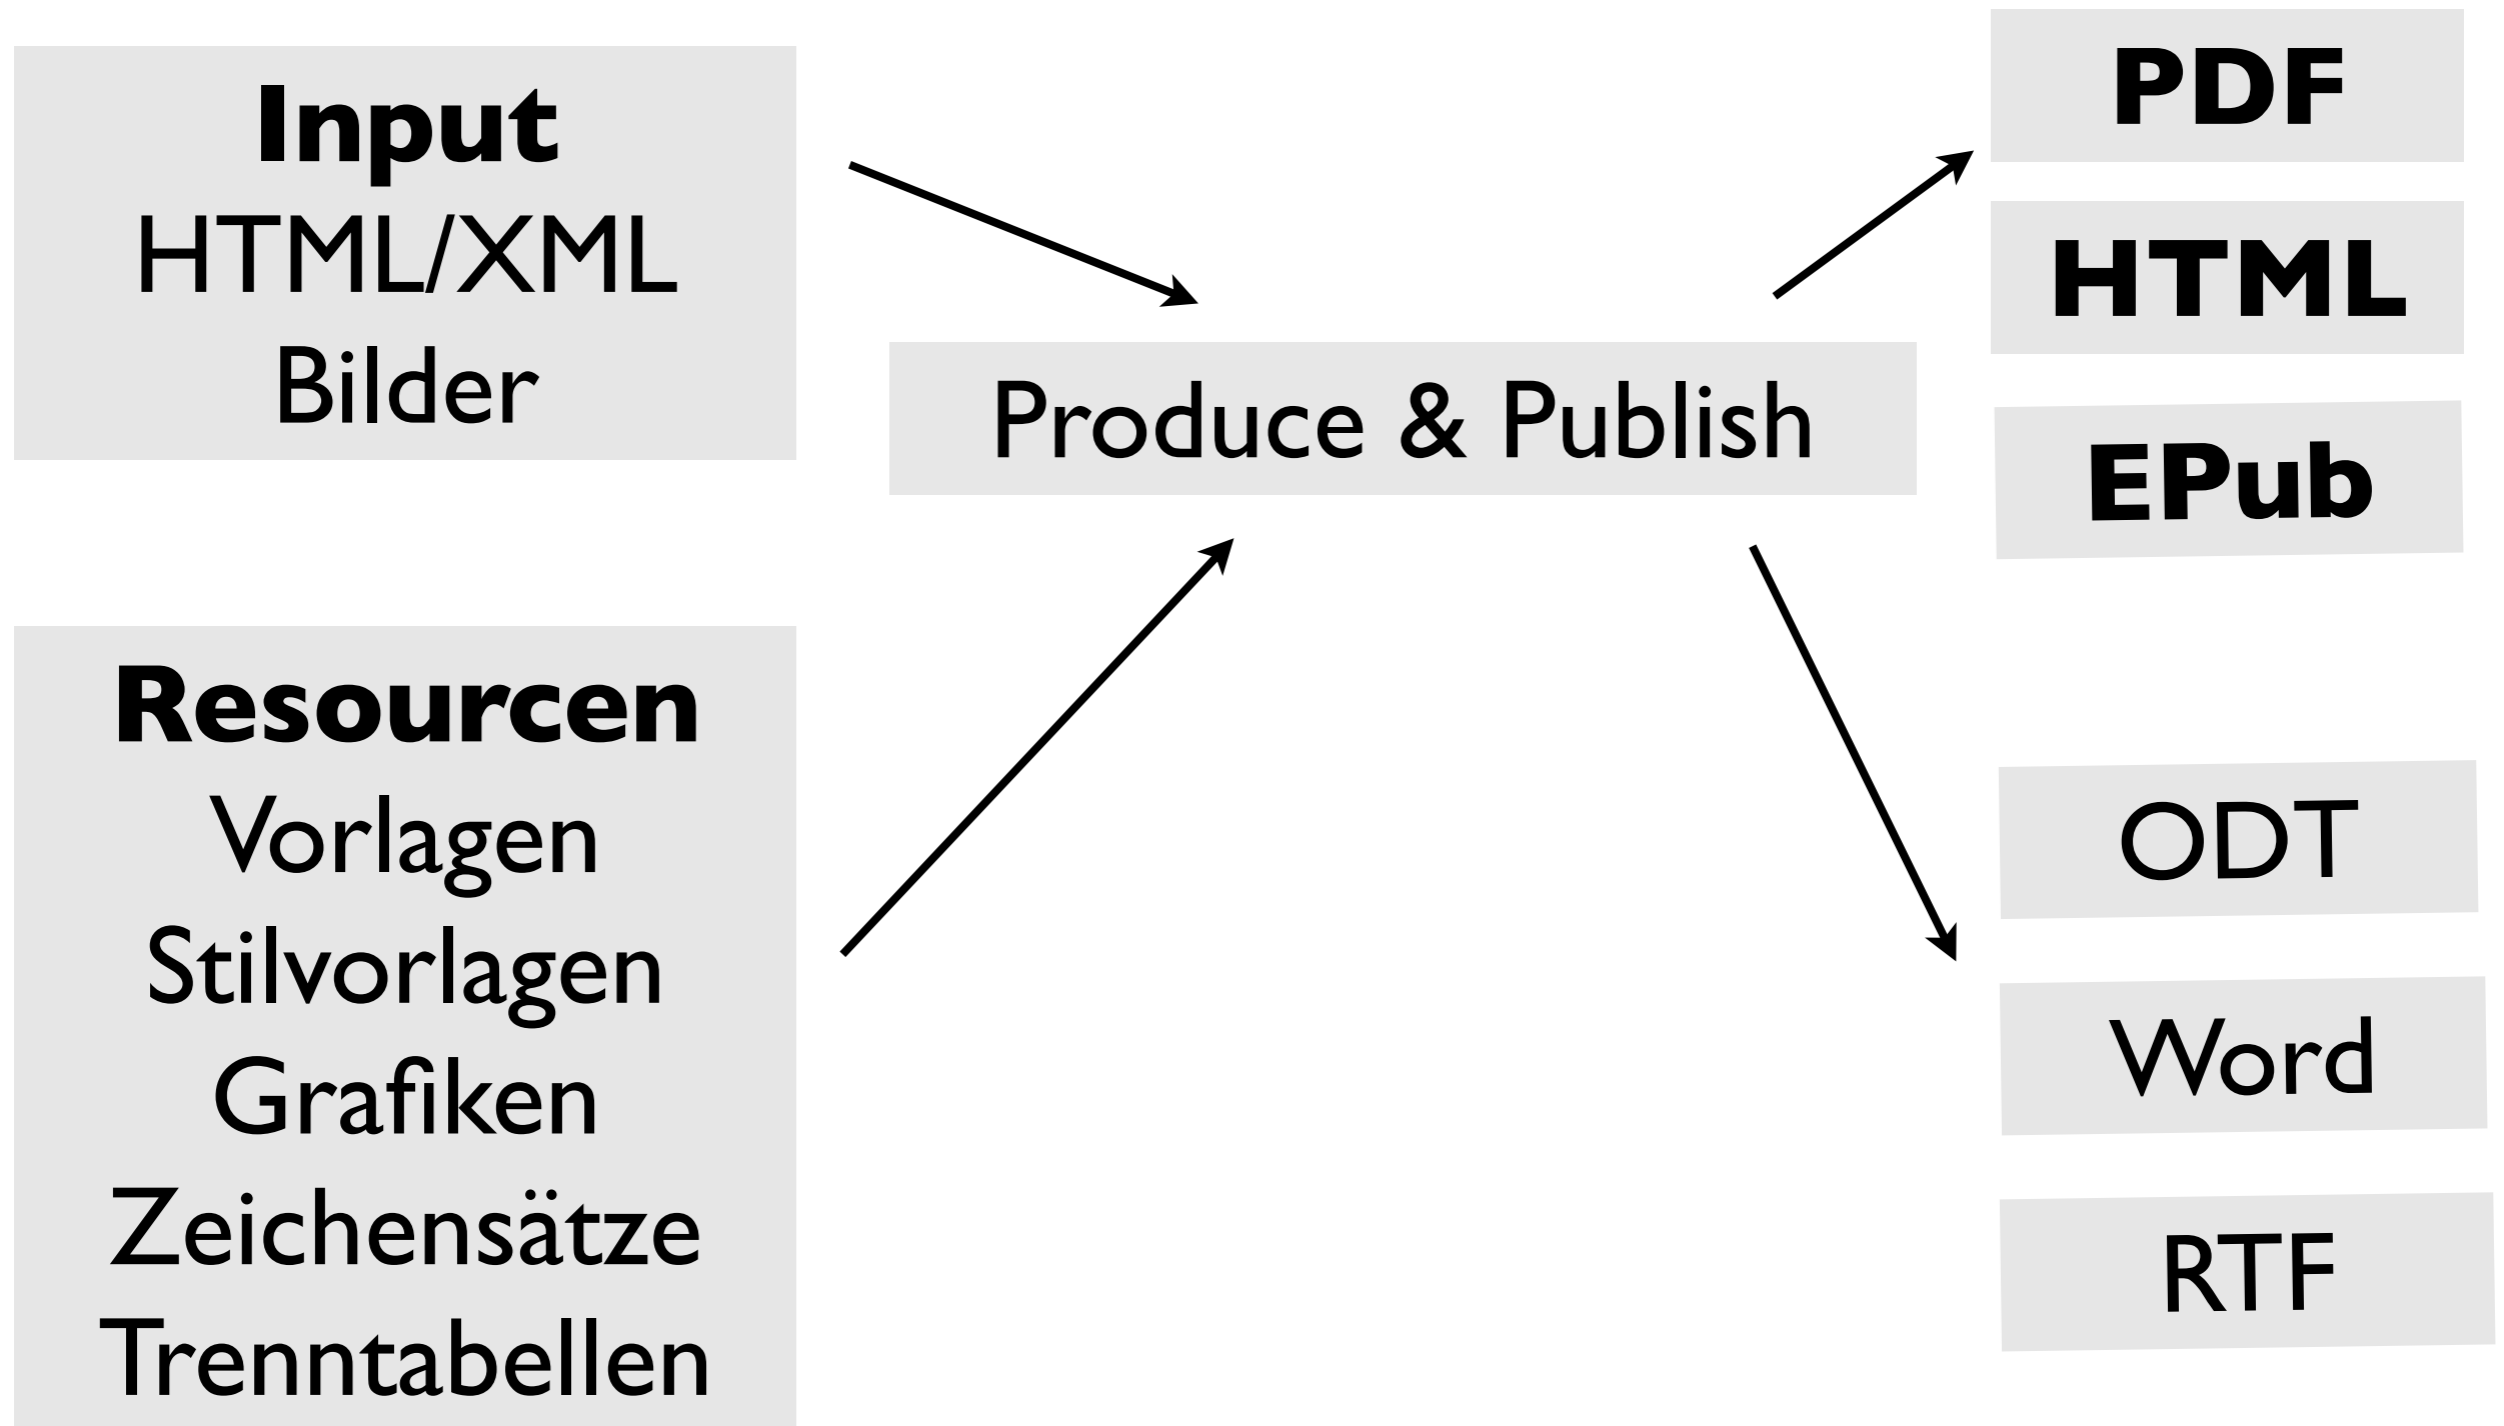 Input
HTML/XML
Bilder
Resourcen
Vorlagen
Stilvorlagen
Grafiken
Zeichensätze
Trenntabellen
Produce & Publish
PDF
HTML
EPub
ODT
Word
RTF